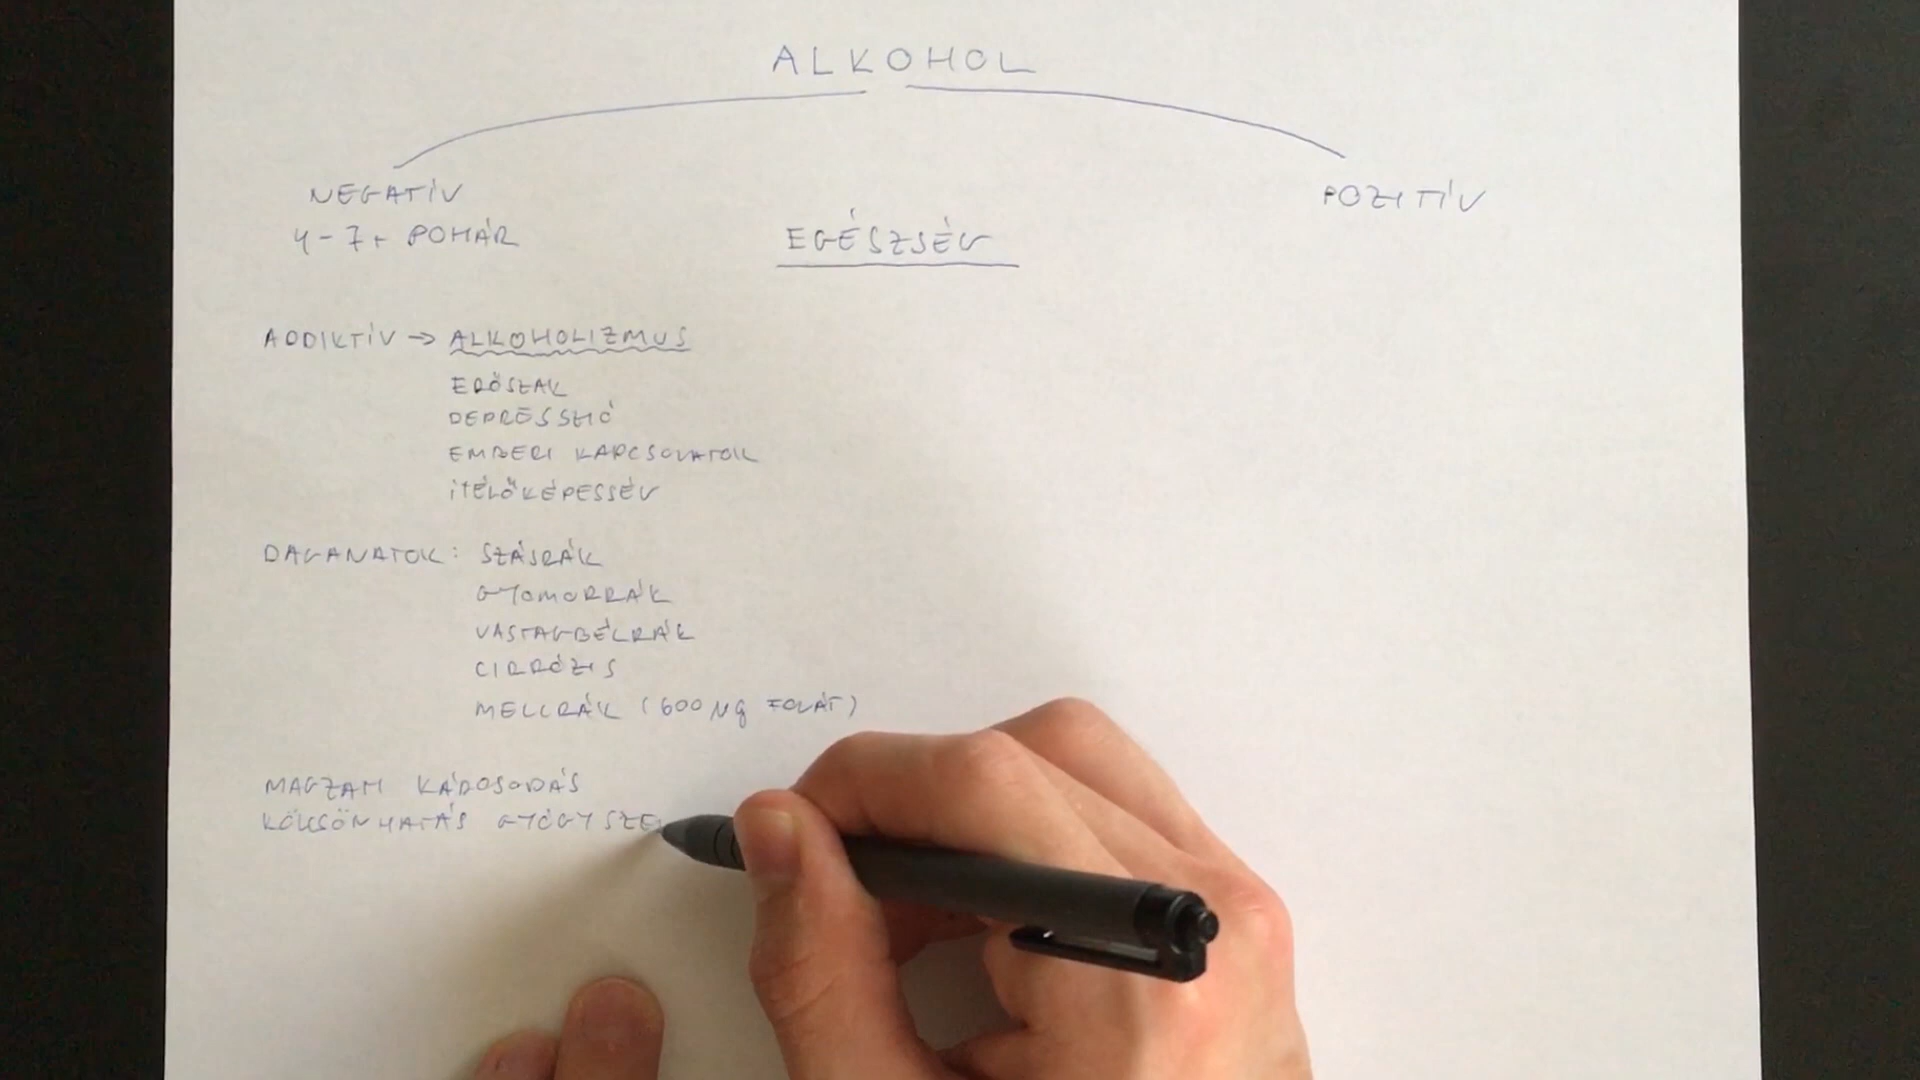 ALKOHOL
NEGATÍV
POZITÍV
4-7+ POHÁR
EGÉSZSÉG
ADDIKTÍV → ALKOHOLIZMUS
ERŐSZAK
DEPRESSZIÓ
EMBERI KAPCSOLATOK
ÍTÉLŐKÉPESSÉG
DAGANATOK: SZÁJRÁK
GYOMORRÁK
VASTAGBÉLRÁK
CIRRÓZIS
MELLRÁK (600 µg FOLÁT)
MAGZATI KÁROSODÁS
KÖLCSÖNHATÁS GYÓGYSZE